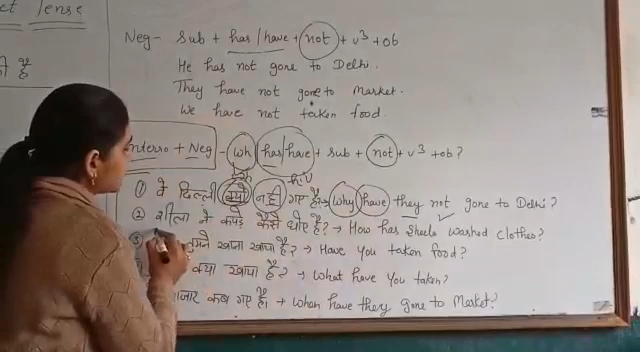 ct Tense
Neg- Sub + has/have + not + v³ + ob
He has not gone to Delhi.
They have not gone to Market.
We have not taken food.
Interro + Neg - wh has/have + sub + not + v³ + ob?
① वे दिल्ली क्यों नहीं गए हैं? → Why have they not gone to Delhi?
② शीला ने कपड़े कैसे धोए हैं? → How has Sheela washed clothes?
③ तुमने खाना खाया है? → Have you taken food?
क्या खाया है? → What have you taken?
बाजार कब गए हैं → When have they gone to Market?